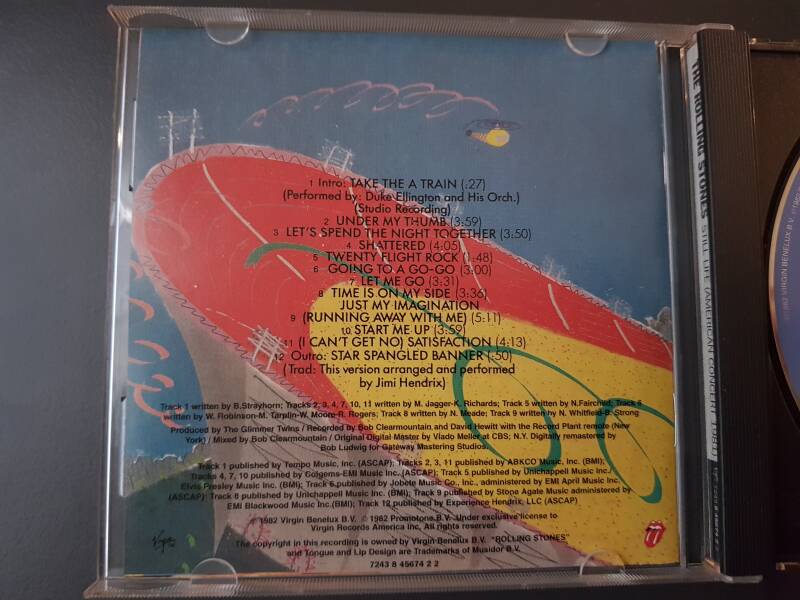 1 Intro: TAKE THE A TRAIN (:27)
(Performed by: Duke Ellington and His Orch.)
(Studio Recording)
2 UNDER MY THUMB (3:59)
3 LET'S SPEND THE NIGHT TOGETHER (3:50)
4 SHATTERED (4:05)
5 TWENTY FLIGHT ROCK (1:48)
6 GOING TO A GO-GO (3:00)
7 LET ME GO (3:31)
8 TIME IS ON MY SIDE (3:36)
JUST MY IMAGINATION
9 (RUNNING AWAY WITH ME) (5:11)
10 START ME UP (3:59)
11 (I CAN'T GET NO) SATISFACTION (4:13)
12 Outro: STAR SPANGLED BANNER (:50)
(Trad: This version arranged and performed
by Jimi Hendrix)
Track 1 written by B.Strayhorn; Tracks 2, 3, 4, 7, 10, 11 written by M. Jagger-K. Richards; Track 5 written by N.Fairchild; Track 6
written by W. Robinson-M. Tarplin-W. Moore-R. Rogers; Track 8 written by N. Meade; Track 9 written by N. Whitfield-B. Strong
Produced by The Glimmer Twins / Recorded by Bob Clearmountain and David Hewitt with the Record Plant remote (New
York) / Mixed by Bob Clearmountain / Original Digital Master by Vlado Meller at CBS; N.Y. Digitally remastered by
Bob Ludwig for Gateway Mastering Studios
Track 1 published by Tempo Music, Inc. (ASCAP); Tracks 2, 3, 11 published by ABKCO Music, Inc. (BMI);
Tracks 4, 7, 10 published by Colgems-EMI Music Inc. (ASCAP); Track 5 published by Unichappell Music Inc./
Elvis Presley Music Inc. (BMI); Track 6 published by Jobete Music Co., Inc., administered by EMI April Music Inc.
(ASCAP); Track 8 published by Unichappell Music Inc. (BMI); Track 9 published by Stone Agate Music administered by
EMI Blackwood Music Inc. (BMI); Track 12 published by Experience Hendrix, LLC (ASCAP)
℗ 1982 Virgin Benelux B.V. © 1982 Promotone B.V. Under exclusive license to
Virgin Records America Inc, All rights reserved.
The copyright in this recording is owned by Virgin Benelux B.V. "ROLLING STONES"
and Tongue and Lip Design are Trademarks of Musidor B.V.
7243 8 45674 2 2
Virgin
THE ROLLING STONES STILL LIFE (AMERICAN CONCERT 1981)
1982 VIRGIN BENELUX B.V.